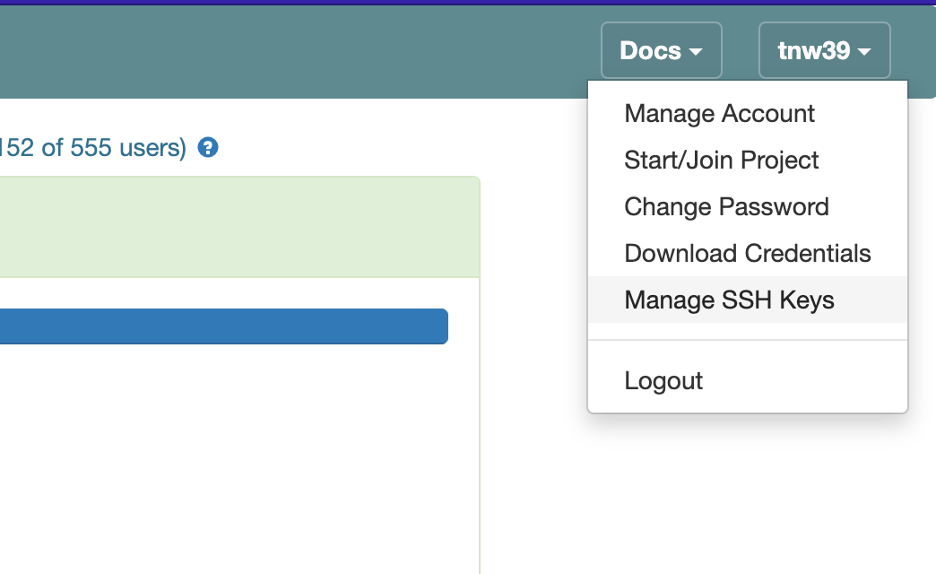 Docs
tnw39
Manage Account
Start/Join Project
Change Password
Download Credentials
Manage SSH Keys
Logout
152 of 555 users)